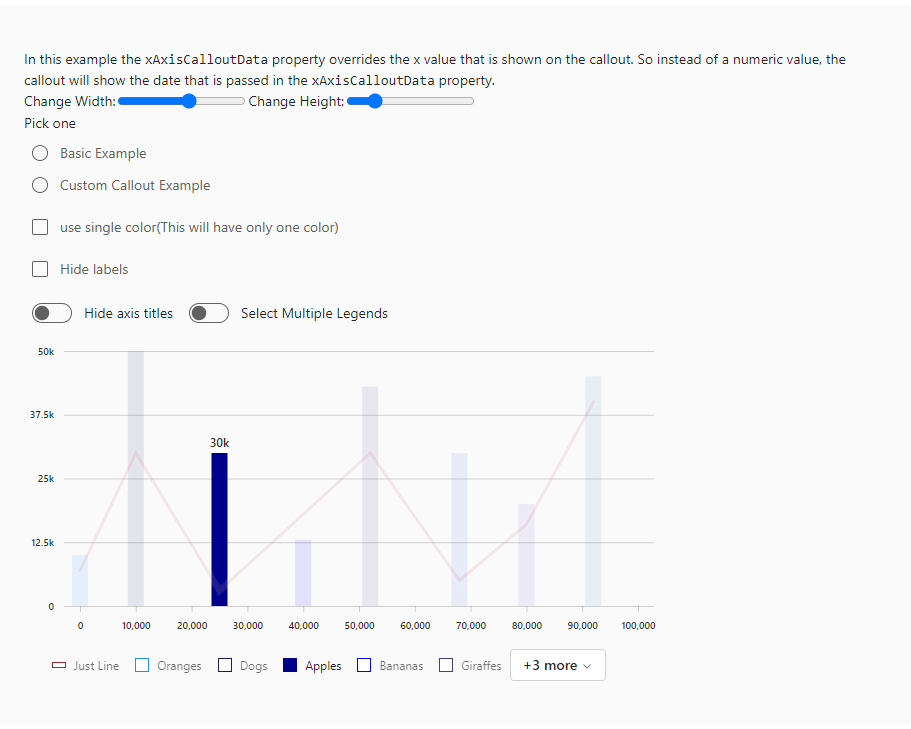 In this example the xAxisCalloutData property overrides the x value that is shown on the callout. So instead of a numeric value, the
callout will show the date that is passed in the xAxisCalloutData property.
Change Width: Change Height:
Pick one
Basic Example
Custom Callout Example
use single color(This will have only one color)
Hide labels
Hide axis titles Select Multiple Legends
50k
37.5k
30k
25k
12.5k
0
0 10,000 20,000 30,000 40,000 50,000 60,000 70,000 80,000 90,000 100,000
Just Line Oranges Dogs Apples Bananas Giraffes +3 more